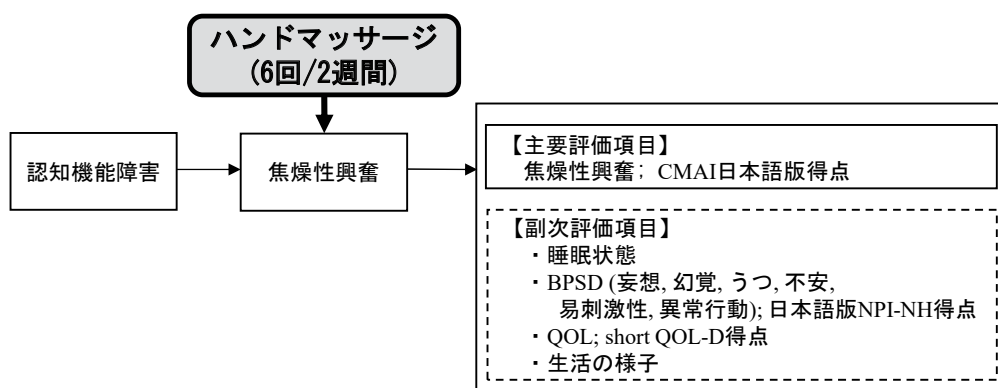 ハンドマッサージ
(6回/2週間)
認知機能障害
焦燥性興奮
【主要評価項目】
焦燥性興奮; CMAI日本語版得点
【副次評価項目】
・睡眠状態
・BPSD (妄想, 幻覚, うつ, 不安,
易刺激性, 異常行動); 日本語版NPI-NH得点
・QOL; short QOL-D得点
・生活の様子